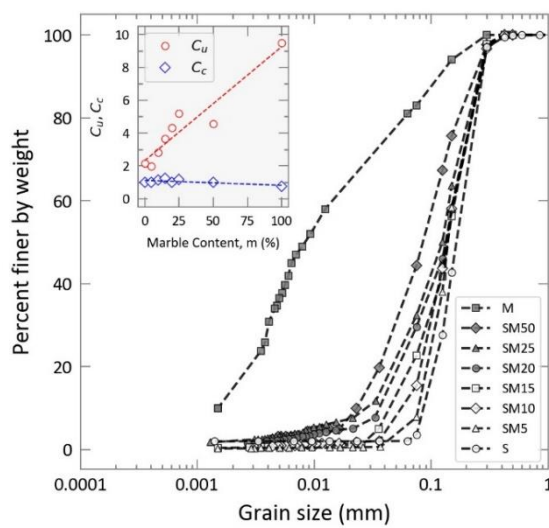 100
80
60
40
20
0
Percent finer by weight
0.0001
0.001
0.01
0.1
1
Grain size (mm)
10
8
6
4
2
0
Cu, Cc
Cu
Cc
0
25
50
75
100
Marble Content, m (%)
M
SM50
SM25
SM20
SM15
SM10
SM5
S